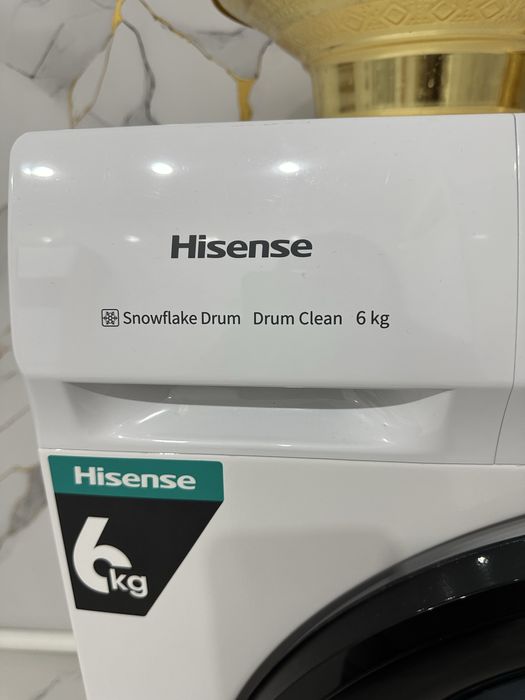 Hisense
Snowflake Drum Drum Clean 6 kg
Hisense
6kg